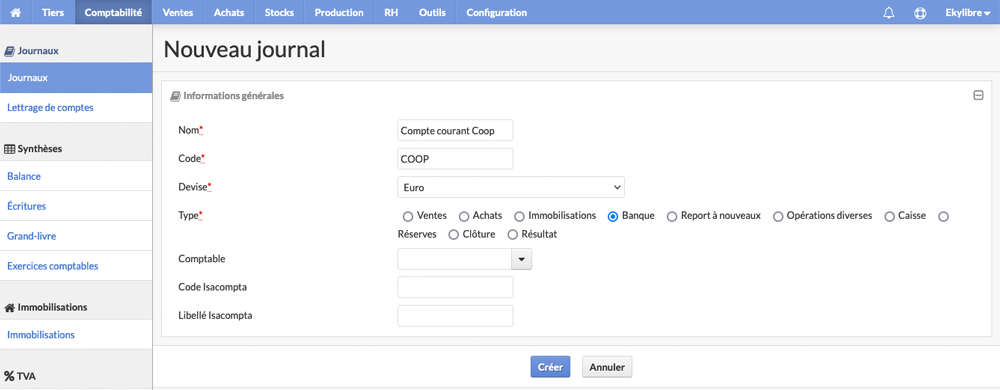 Tiers Comptabilité Ventes Achats Stocks Production RH Outils Configuration Ekylibre
Journaux
Journaux
Lettrage de comptes
Synthèses
Balance
Écritures
Grand-livre
Exercices comptables
Immobilisations
Immobilisations
TVA
Nouveau journal
Informations générales
Nom* Compte courant Coop
Code* COOP
Devise* Euro
Type* Ventes Achats Immobilisations Banque Report à nouveaux Opérations diverses Caisse
Réserves Clôture Résultat
Comptable
Code Isacompta
Libellé Isacompta
Créer Annuler